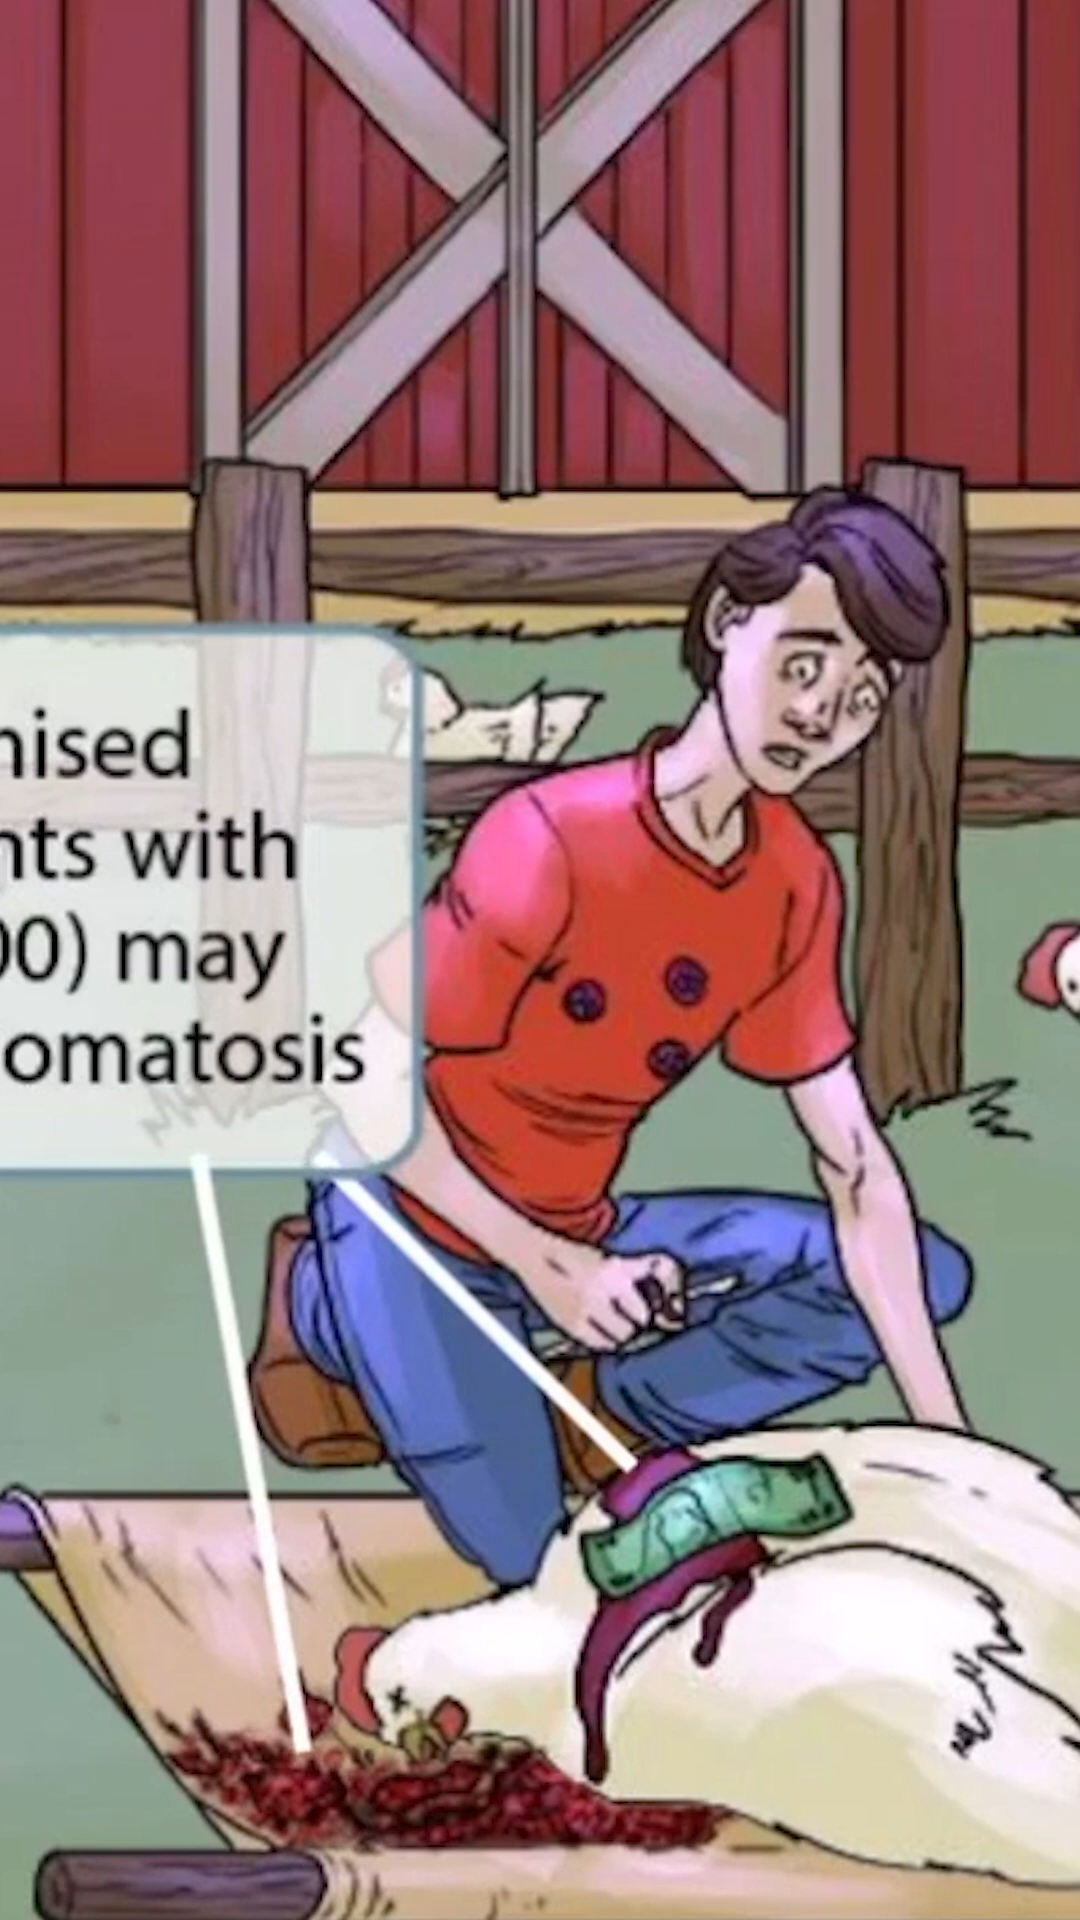 nised
nts with
00) may
omatosis